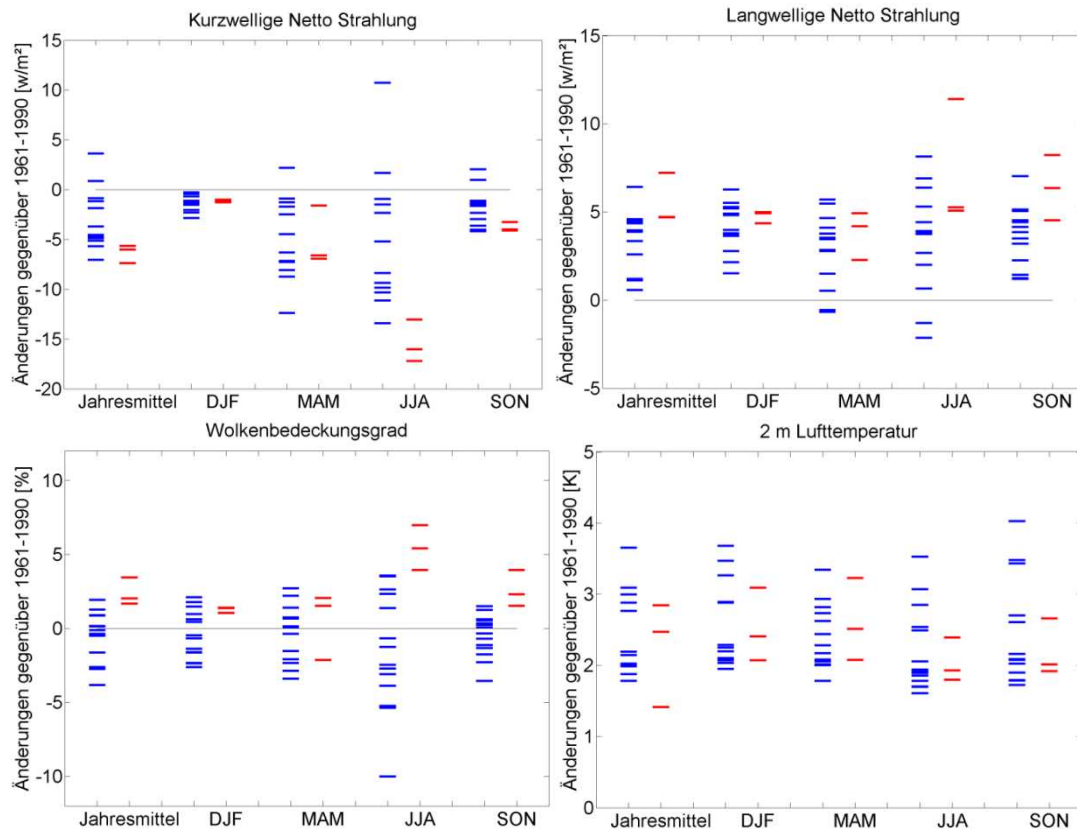 Kurzwellige Netto Strahlung
Änderungen gegenüber 1961-1990 [w/m²]
15
10
5
0
-5
-10
-15
-20
Jahresmittel DJF MAM JJA SON
Langwellige Netto Strahlung
Änderungen gegenüber 1961-1990 [w/m²]
15
10
5
0
-5
Jahresmittel DJF MAM JJA SON
Wolkenbedeckungsgrad
Änderungen gegenüber 1961-1990 [%]
10
5
0
-5
-10
Jahresmittel DJF MAM JJA SON
2 m Lufttemperatur
Änderungen gegenüber 1961-1990 [K]
5
4
3
2
1
0
Jahresmittel DJF MAM JJA SON